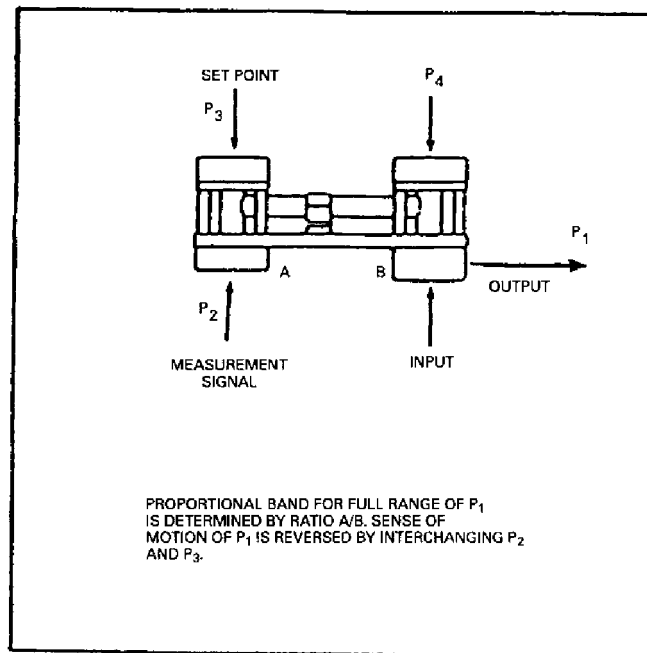 SET POINT
P4
P3
A
B
P1
OUTPUT
P2
MEASUREMENT
SIGNAL
INPUT
PROPORTIONAL BAND FOR FULL RANGE OF P1
IS DETERMINED BY RATIO A/B. SENSE OF
MOTION OF P1 IS REVERSED BY INTERCHANGING P2
AND P3.